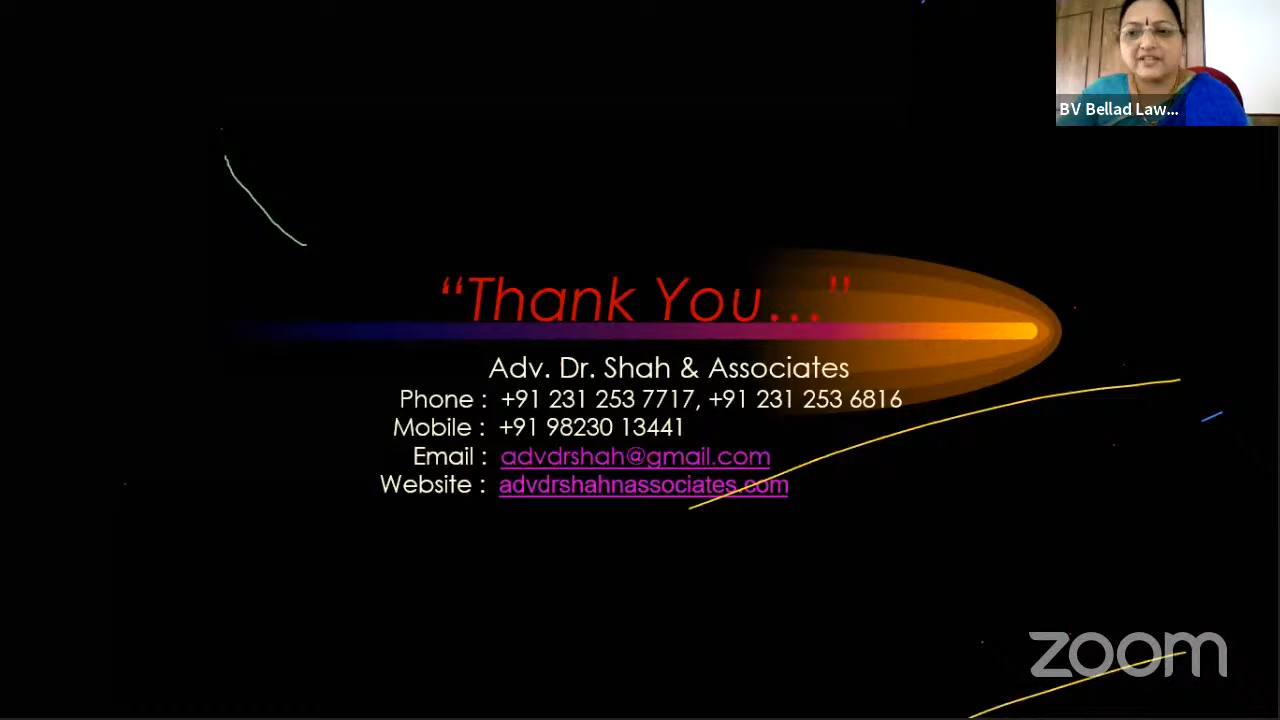 BV Bellad Law...
“Thank You..."
Adv. Dr. Shah & Associates
Phone : +91 231 253 7717, +91 231 253 6816
Mobile : +91 98230 13441
Email : advdrshah@gmail.com
Website : advdrshahnassociates.com
zoom